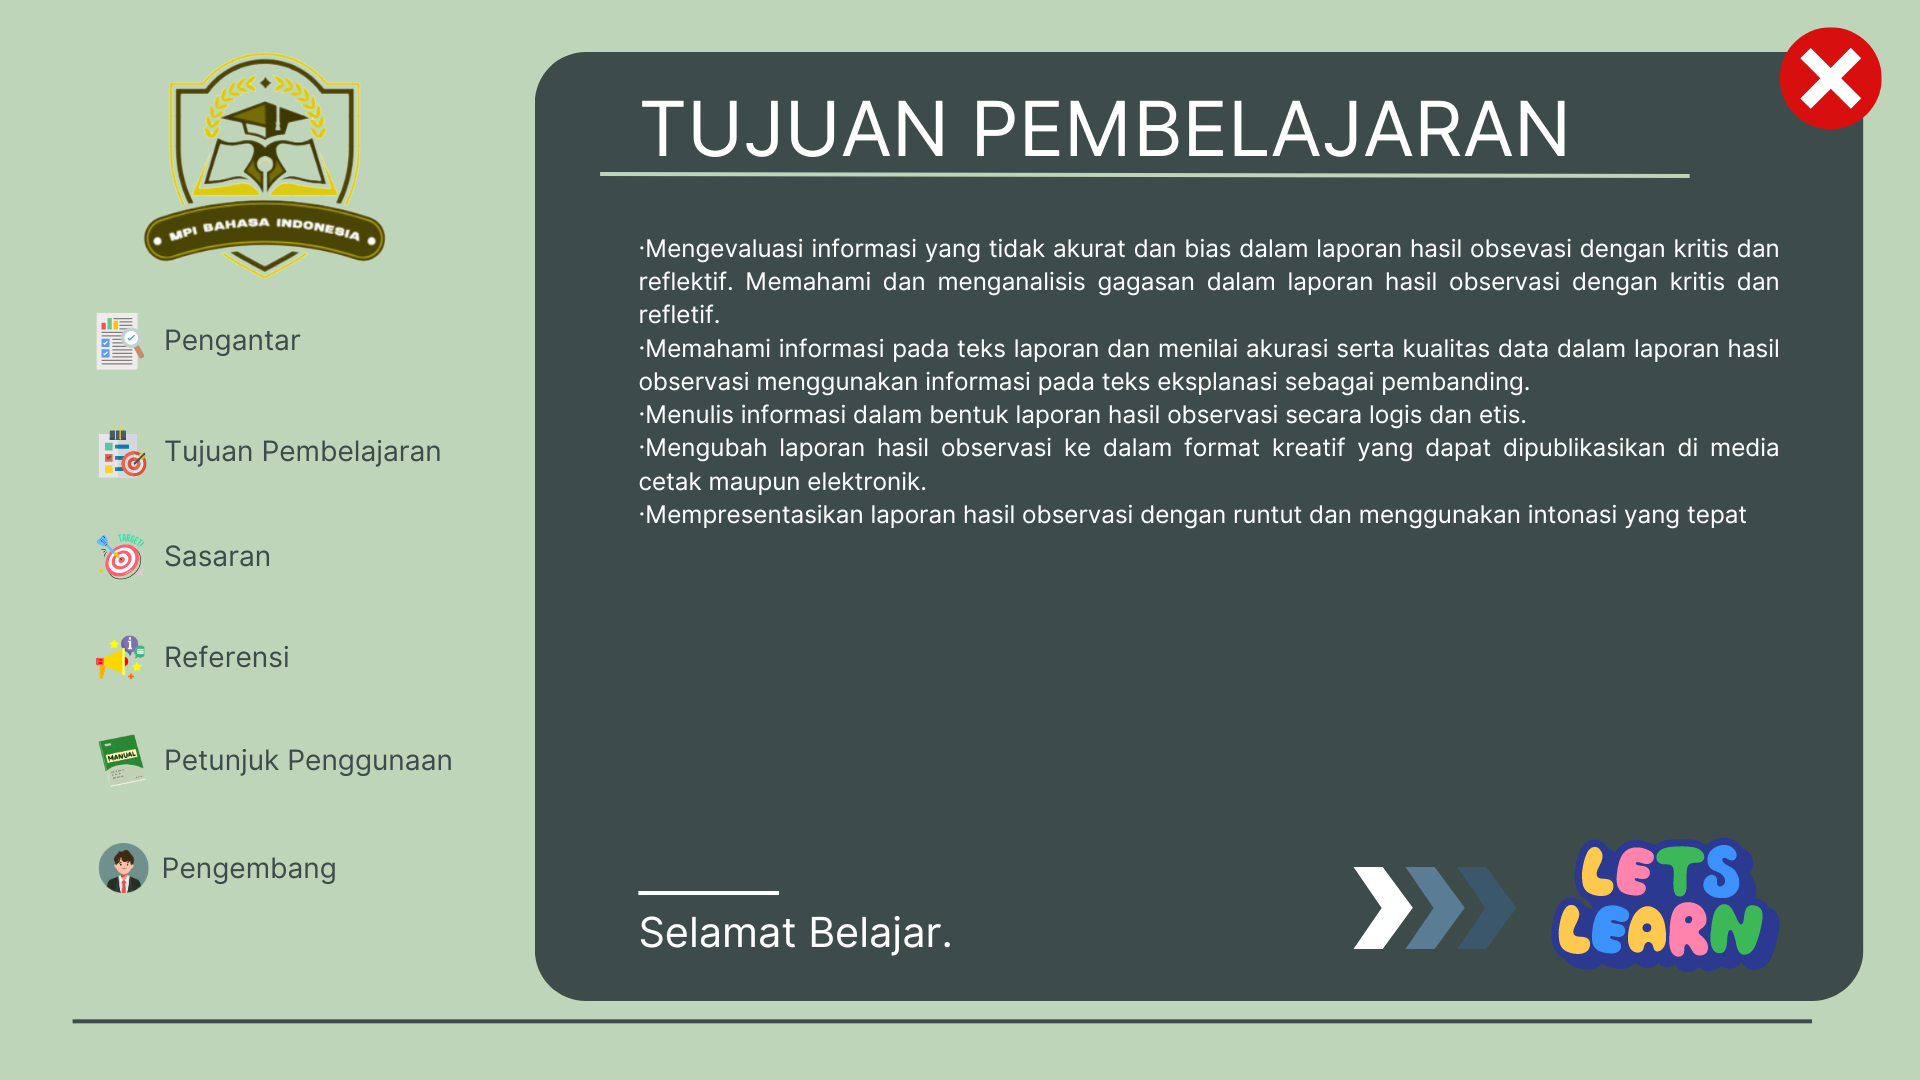 MPI BAHASA INDONESIA
Pengantar
Tujuan Pembelajaran
TARGET!
Sasaran
i
Referensi
MANUAL
Petunjuk Penggunaan
Pengembang
TUJUAN PEMBELAJARAN
·Mengevaluasi informasi yang tidak akurat dan bias dalam laporan hasil obsevasi dengan kritis dan
reflektif. Memahami dan menganalisis gagasan dalam laporan hasil observasi dengan kritis dan
refletif.
·Memahami informasi pada teks laporan dan menilai akurasi serta kualitas data dalam laporan hasil
observasi menggunakan informasi pada teks eksplanasi sebagai pembanding.
·Menulis informasi dalam bentuk laporan hasil observasi secara logis dan etis.
·Mengubah laporan hasil observasi ke dalam format kreatif yang dapat dipublikasikan di media
cetak maupun elektronik.
·Mempresentasikan laporan hasil observasi dengan runtut dan menggunakan intonasi yang tepat
Selamat Belajar.
LETS
LEARN